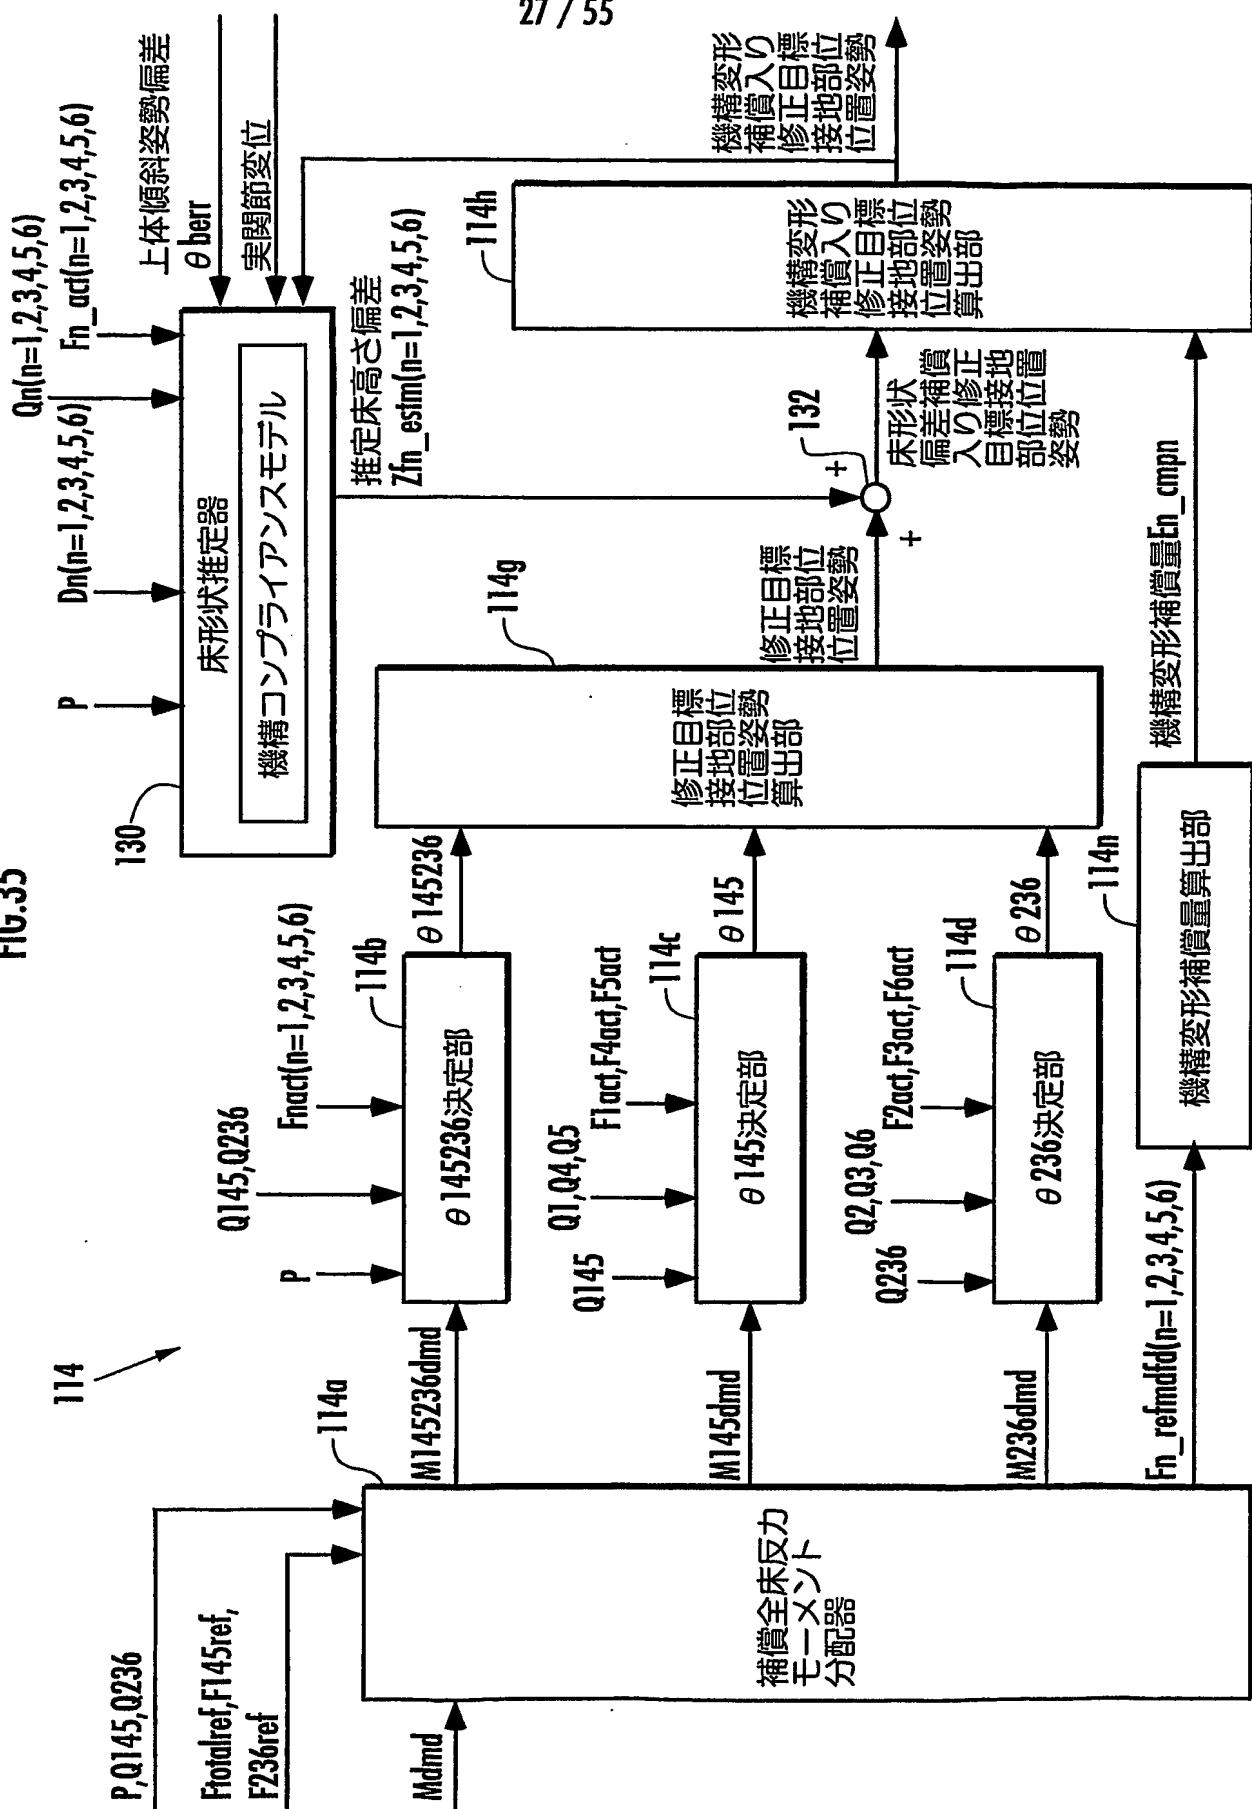 27 / 55
FIG.35
114
P,Q145,Q236
Ftotalref,F145ref,
F236ref
Mdmd
114a
補償全床反力
モーメント
分配器
M145236dmd
M145dmd
M236dmd
Fn_refmdfd(n=1,2,3,4,5,6)
P
Q145,Q236
Fnact(n=1,2,3,4,5,6)
114b
θ145236決定部
θ145236
Q145
Q1,Q4,Q5
F1act,F4act,F5act
114c
θ145決定部
θ145
Q236
Q2,Q3,Q6
F2act,F3act,F6act
114d
θ236決定部
θ236
114n
機構変形補償量算出部
機構変形補償量En_cmpn
130
P
Dn(n=1,2,3,4,5,6)
Qn(n=1,2,3,4,5,6)
Fn_act(n=1,2,3,4,5,6)
床形状推定器
機構コンプライアンスモデル
上体傾斜姿勢偏差
θberr
実関節変位
推定床高さ偏差
Zfn_estm(n=1,2,3,4,5,6)
114g
修正目標
接地部位
位置姿勢
算出部
修正目標
接地部位
位置姿勢
+
+
132
床形状
偏差補償
入り修正
目標接地
部位位置
姿勢
114h
機構変形
補償入り
修正目標
接地部位
位置姿勢
算出部
機構変形
補償入り
修正目標
接地部位
位置姿勢